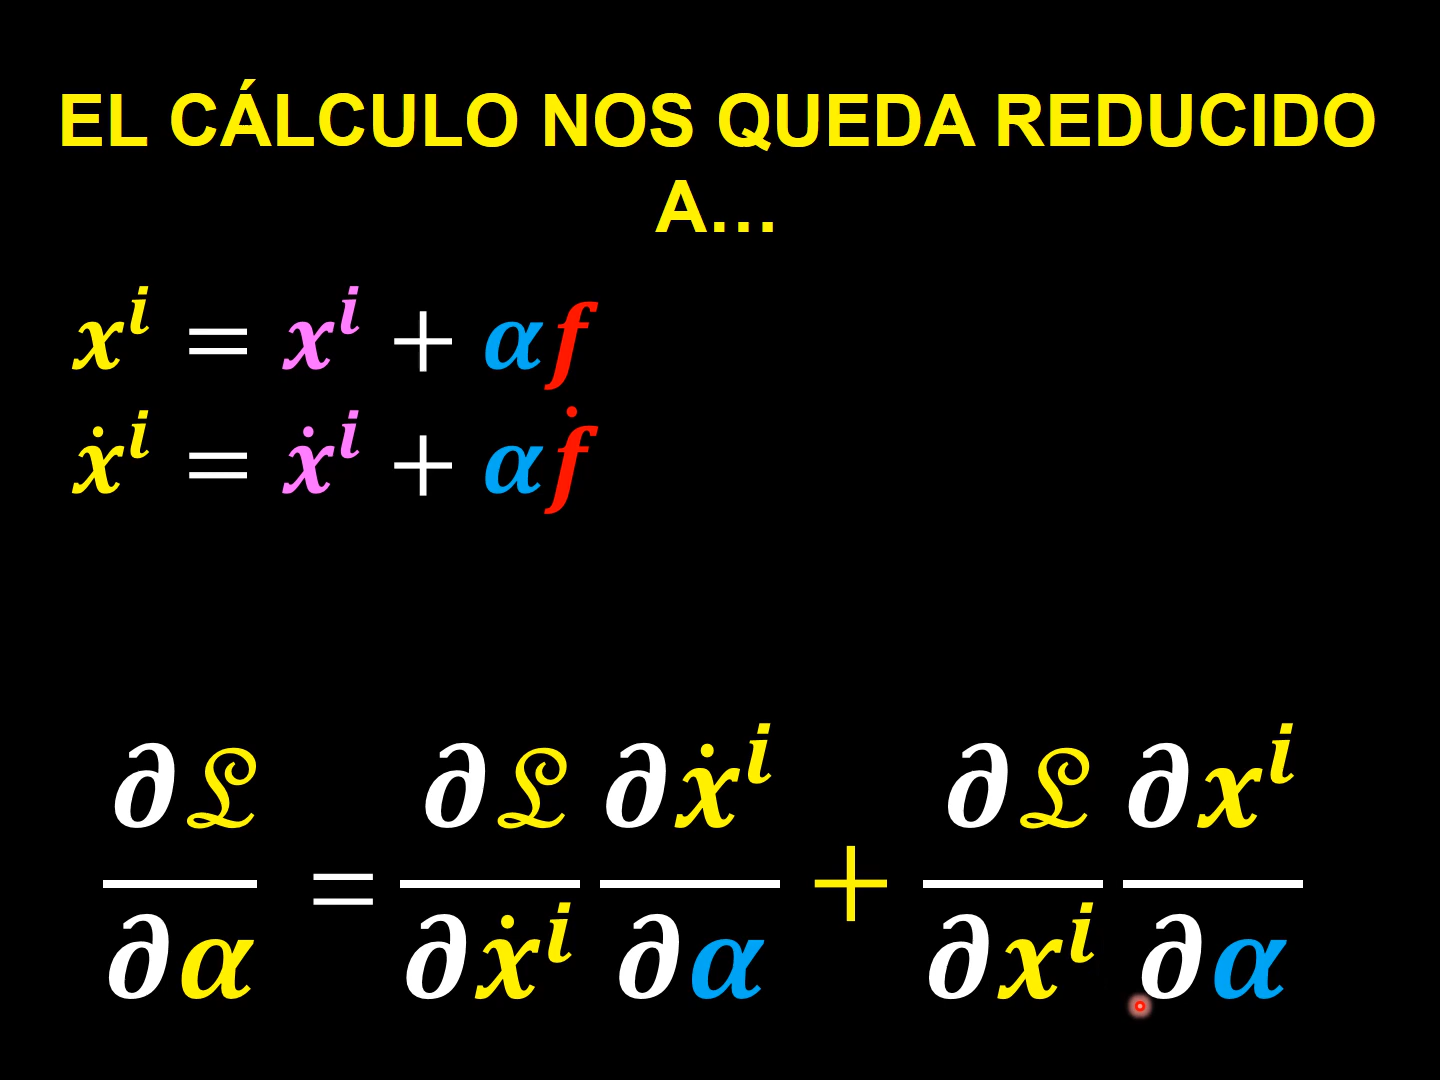 EL CÁLCULO NOS QUEDA REDUCIDO
A…
xⁱ = xⁱ + αf
ẋⁱ = ẋⁱ + αḟ
∂ℒ/∂α = ∂ℒ/∂ẋⁱ ∂ẋⁱ/∂α + ∂ℒ/∂xⁱ ∂xⁱ/∂α